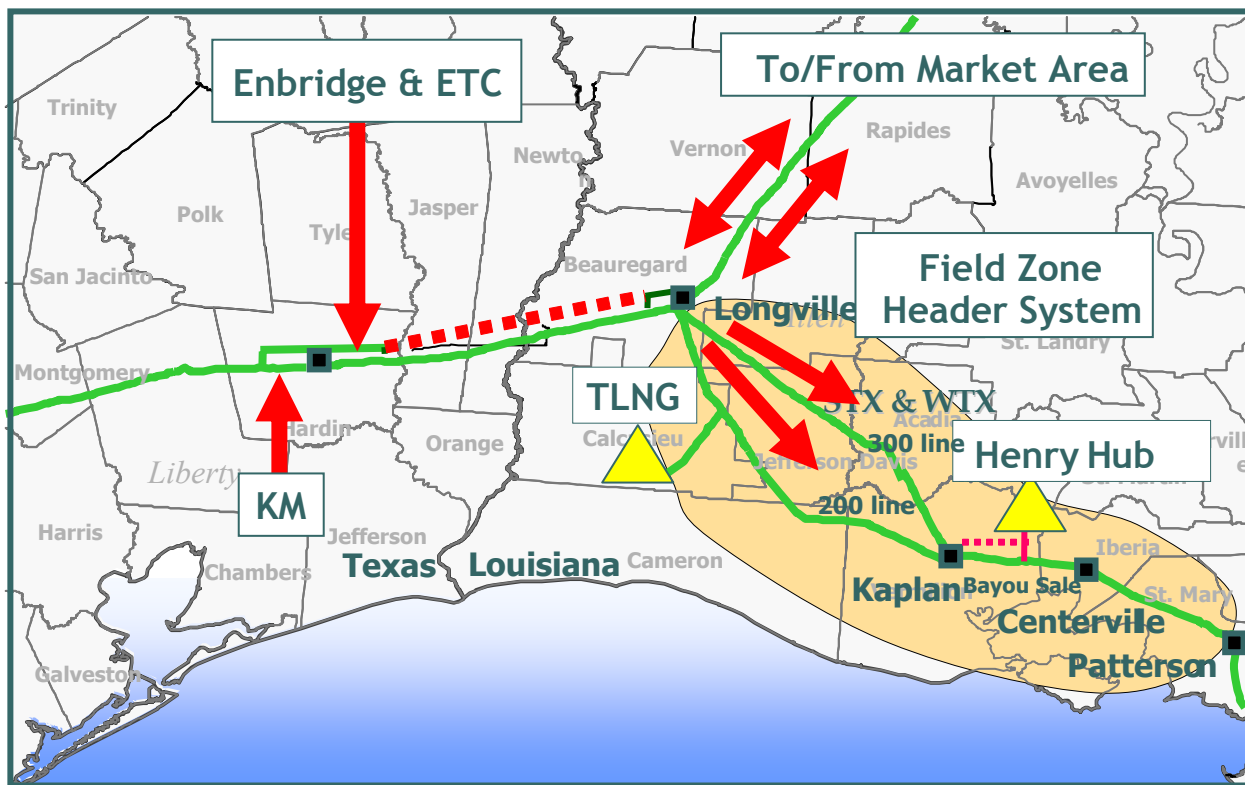 Enbridge & ETC
To/From Market Area
Trinity
Newto
n
Vernon
Rapides
Avoyelles
Polk
Tyle
Jasper
San Jacinto
Beauregard
Field Zone
Header System
Longville
Allen
St. Landry
Montgomery
TLNG
STX & WTX
Acadia
Hardin
Orange
Calcasieu
300 line
Jefferson Davis
Henry Hub
Liberty
KM
200 line
Harris
Jefferson
Chambers
Texas
Louisiana
Cameron
Iberia
Kaplan
Bayou Sale
St. Mary
Centerville
Patterson
Galveston